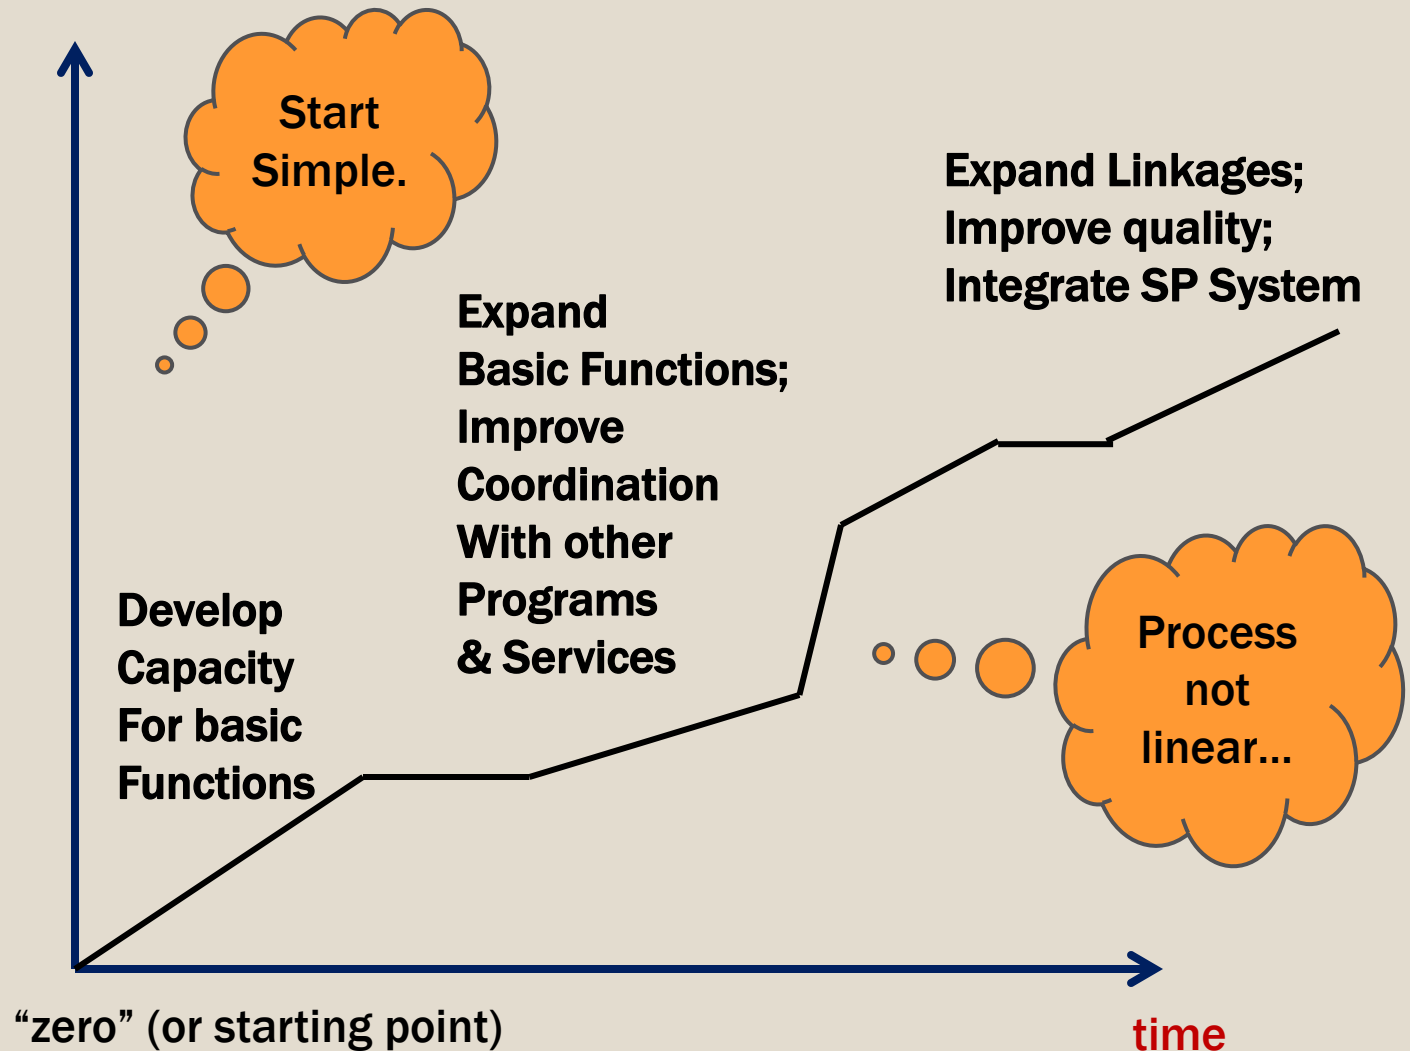 Start
Simple.
Expand Linkages;
Improve quality;
Integrate SP System
Expand
Basic Functions;
Improve
Coordination
With other
Programs
& Services
Develop
Capacity
For basic
Functions
Process
not
linear...
“zero” (or starting point)
time